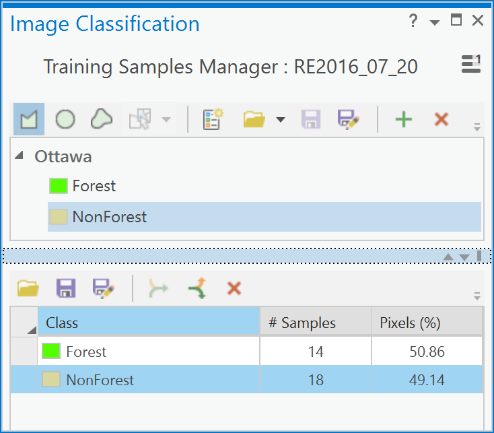 Image Classification ?
Training Samples Manager : RE2016_07_20
Ottawa
Forest
NonForest
Class # Samples Pixels (%)
Forest 14 50.86
NonForest 18 49.14